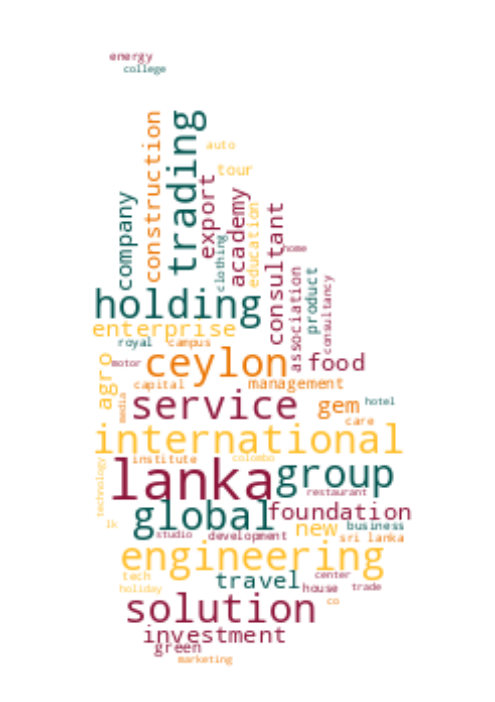 energy
college
construction
trading
auto
tour
export
company
academy
education
clothing
consultant
home
association
product
consultancy
holding
enterprise
royal
campus
motor
ceylon
food
agro
capital
management
media
service
gem
hotel
care
international
institute
colombo
technology
lanka
group
restaurant
global
foundation
lk
new
business
studio
development
sri lanka
engineering
tech
travel
center
holiday
house
trade
co
solution
investment
green
marketing